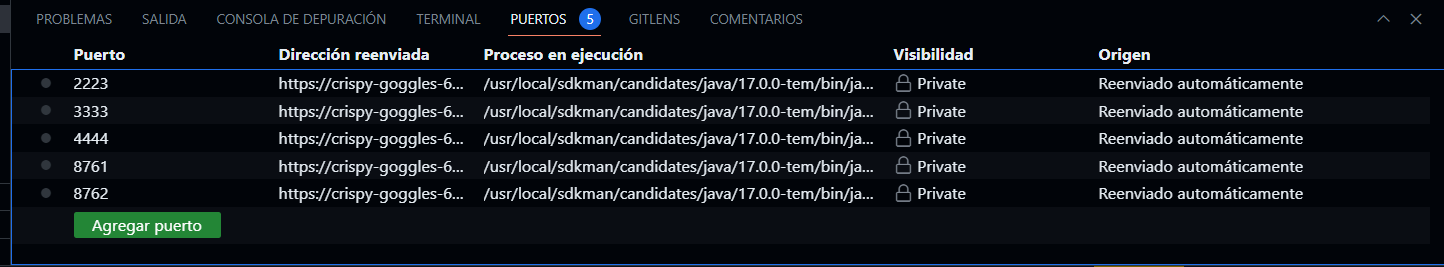 PROBLEMAS SALIDA CONSOLA DE DEPURACIÓN TERMINAL PUERTOS 5 GITLENS COMENTARIOS
Puerto Dirección reenviada Proceso en ejecución Visibilidad Origen
2223 https://crispy-goggles-6... /usr/local/sdkman/candidates/java/17.0.0-tem/bin/ja... Private Reenviado automáticamente
3333 https://crispy-goggles-6... /usr/local/sdkman/candidates/java/17.0.0-tem/bin/ja... Private Reenviado automáticamente
4444 https://crispy-goggles-6... /usr/local/sdkman/candidates/java/17.0.0-tem/bin/ja... Private Reenviado automáticamente
8761 https://crispy-goggles-6... /usr/local/sdkman/candidates/java/17.0.0-tem/bin/ja... Private Reenviado automáticamente
8762 https://crispy-goggles-6... /usr/local/sdkman/candidates/java/17.0.0-tem/bin/ja... Private Reenviado automáticamente
Agregar puerto